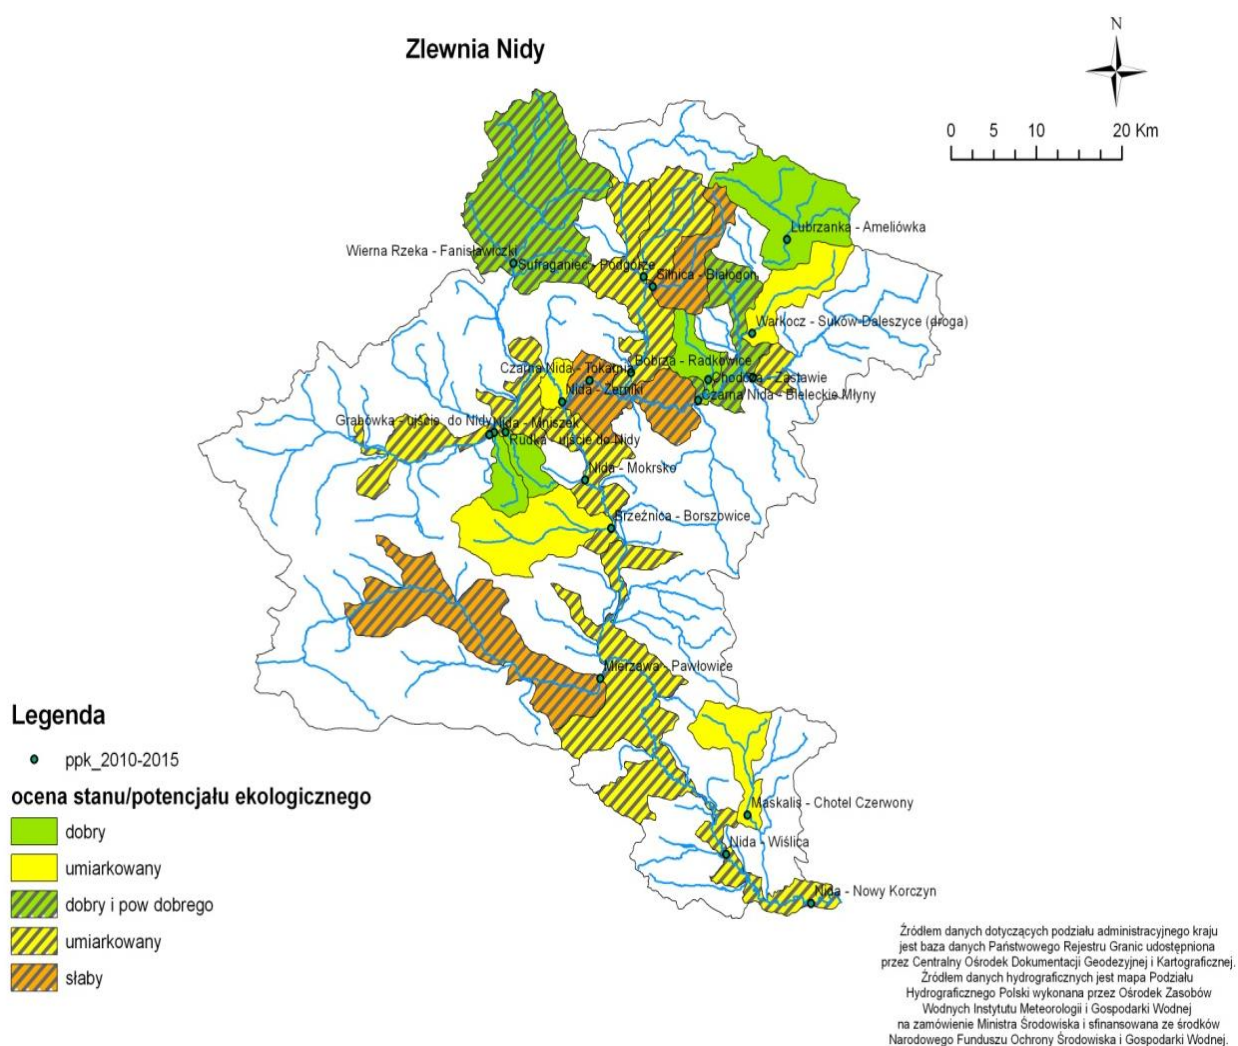 Zlewnia Nidy
N
0 5 10 20 Km
Lubrzanka - Ameliówka
Wierna Rzeka - Fanisławiczki
Sufraganiec - Podgórze
Silnica - Białogon
Warkocz - Suków-Daleszyce (droga)
Bobrza - Radkowice
Czarna Nida - Tokarnia
Chodcza - Zastawie
Nida - Żerniki
Czarna Nida - Bieleckie Młyny
Grabówka - ujście do Nidy
Nida - Mniszek
Rudka - ujście do Nidy
Nida - Mokrsko
Brzeźnica - Borszowice
Mierzawa - Pawłowice
Legenda
ppk_2010-2015
ocena stanu/potencjału ekologicznego
dobry
umiarkowany
dobry i pow dobrego
umiarkowany
słaby
Maskalis - Chotel Czerwony
Nida - Wiślica
Nida - Nowy Korczyn
Źródłem danych dotyczących podziału administracyjnego kraju
jest baza danych Państwowego Rejestru Granic udostępniona
przez Centralny Ośrodek Dokumentacji Geodezyjnej i Kartograficznej.
Źródłem danych hydrograficznych jest mapa Podziału
Hydrograficznego Polski wykonana przez Ośrodek Zasobów
Wodnych Instytutu Meteorologii i Gospodarki Wodnej
na zamówienie Ministra Środowiska i sfinansowana ze środków
Narodowego Funduszu Ochrony Środowiska i Gospodarki Wodnej.